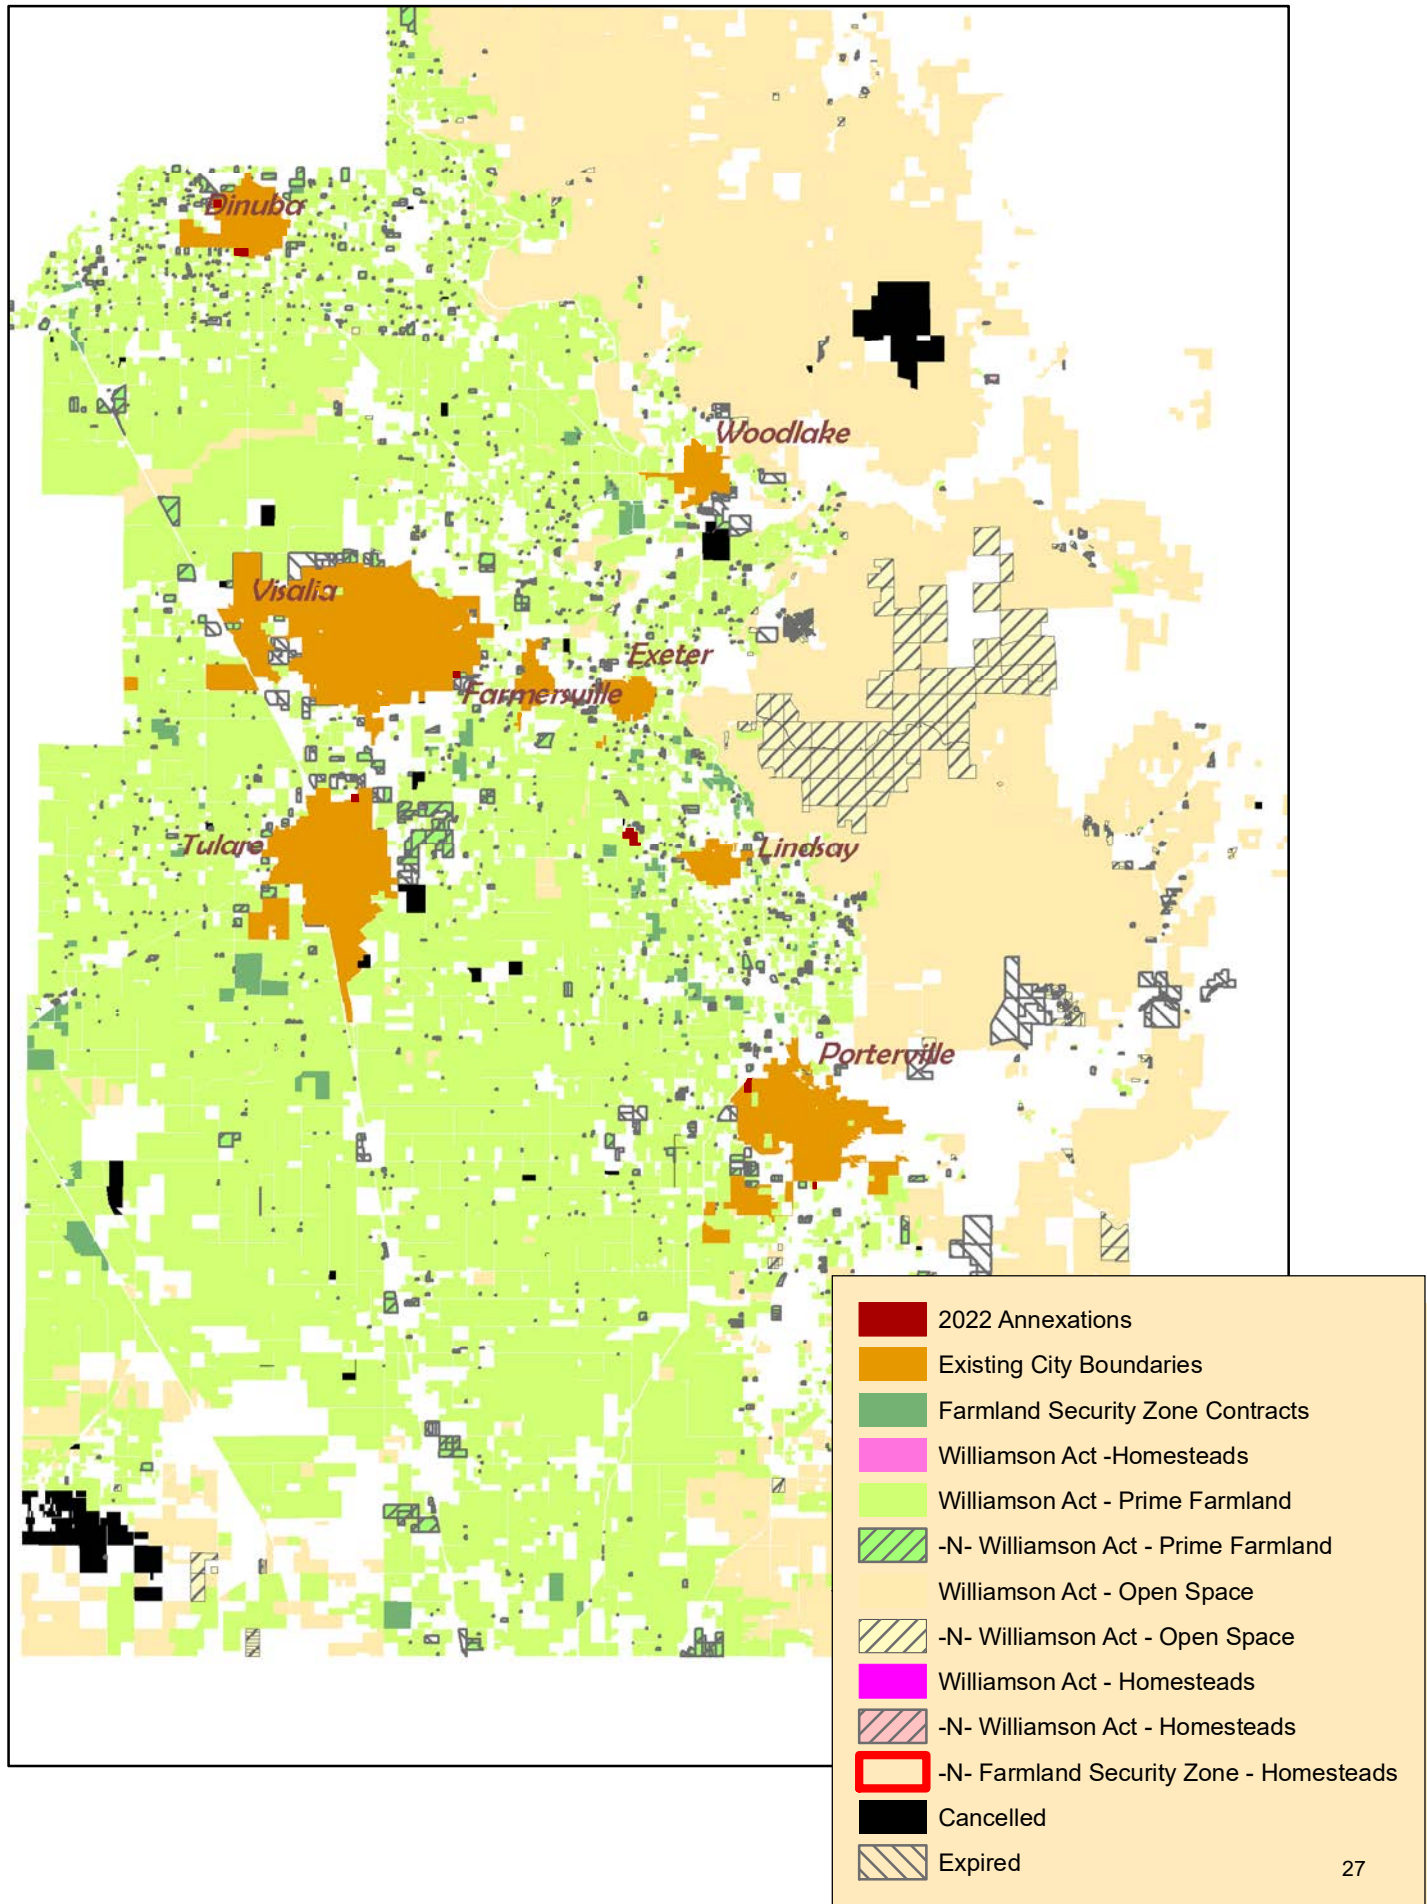 Dinuba
Woodlake
Visalia
Exeter
Farmersville
Tulare
Lindsay
Porterville
2022 Annexations
Existing City Boundaries
Farmland Security Zone Contracts
Williamson Act -Homesteads
Williamson Act - Prime Farmland
-N- Williamson Act - Prime Farmland
Williamson Act - Open Space
-N- Williamson Act - Open Space
Williamson Act - Homesteads
-N- Williamson Act - Homesteads
-N- Farmland Security Zone - Homesteads
Cancelled
Expired
27